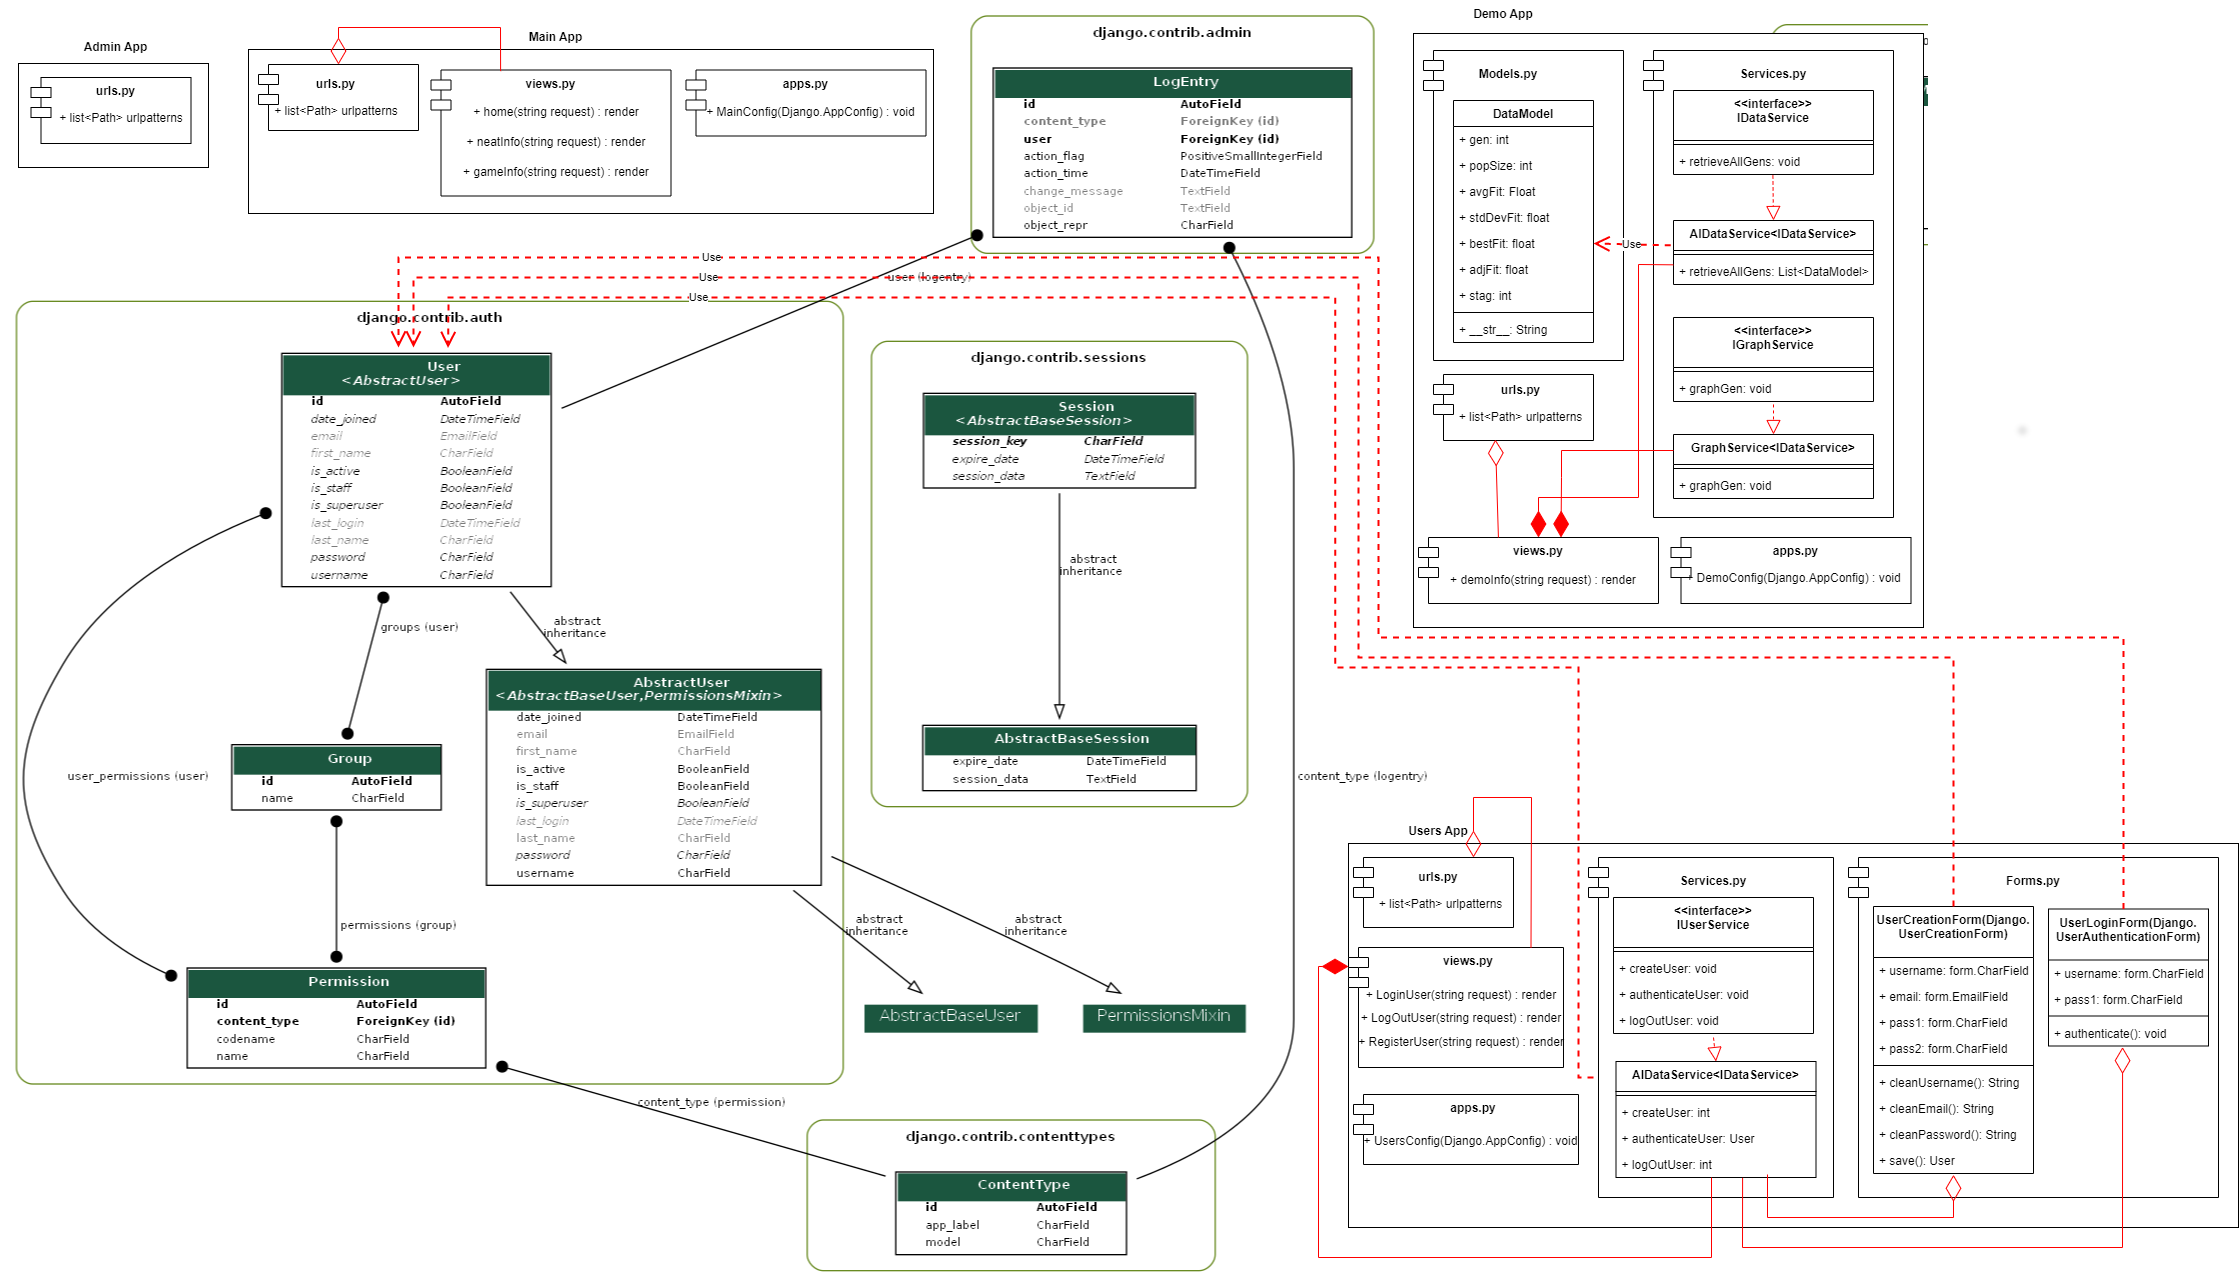 Admin App
urls.py
+ list<Path> urlpatterns
Main App
urls.py
+ list<Path> urlpatterns
views.py
+ home(string request) : render
+ neatInfo(string request) : render
+ gameInfo(string request) : render
apps.py
+ MainConfig(Django.AppConfig) : void
django.contrib.admin
LogEntry
id AutoField
content_type ForeignKey (id)
user ForeignKey (id)
action_flag PositiveSmallIntegerField
action_time DateTimeField
change_message TextField
object_id TextField
object_repr CharField
Demo App
Models.py
DataModel
+ gen: int
+ popSize: int
+ avgFit: Float
+ stdDevFit: float
+ bestFit: float
+ adjFit: float
+ stag: int
+ __str__: String
Services.py
<<interface>>
IDataService
+ retrieveAllGens: void
AIDataService<IDataService>
+ retrieveAllGens: List<DataModel>
Use
<<interface>>
IGraphService
+ graphGen: void
GraphService<IDataService>
+ graphGen: void
urls.py
+ list<Path> urlpatterns
views.py
+ demoInfo(string request) : render
apps.py
+ DemoConfig(Django.AppConfig) : void
Use
Use
Use
user (logentry)
django.contrib.auth
User
<AbstractUser>
id AutoField
date_joined DateTimeField
email EmailField
first_name CharField
is_active BooleanField
is_staff BooleanField
is_superuser BooleanField
last_login DateTimeField
last_name CharField
password CharField
username CharField
groups (user)
abstract
inheritance
user_permissions (user)
Group
id AutoField
name CharField
permissions (group)
AbstractUser
<AbstractBaseUser,PermissionsMixin>
date_joined DateTimeField
email EmailField
first_name CharField
is_active BooleanField
is_staff BooleanField
is_superuser BooleanField
last_login DateTimeField
last_name CharField
password CharField
username CharField
Permission
id AutoField
content_type ForeignKey (id)
codename CharField
name CharField
abstract
inheritance
abstract
inheritance
AbstractBaseUser
PermissionsMixin
django.contrib.sessions
Session
<AbstractBaseSession>
session_key CharField
expire_date DateTimeField
session_data TextField
abstract
inheritance
AbstractBaseSession
expire_date DateTimeField
session_data TextField
content_type (logentry)
content_type (permission)
django.contrib.contenttypes
ContentType
id AutoField
app_label CharField
model CharField
Users App
urls.py
+ list<Path> urlpatterns
views.py
+ LoginUser(string request) : render
+ LogOutUser(string request) : render
+ RegisterUser(string request) : render
apps.py
+ UsersConfig(Django.AppConfig) : void
Services.py
<<interface>>
IUserService
+ createUser: void
+ authenticateUser: void
+ logOutUser: void
AIDataService<IDataService>
+ createUser: int
+ authenticateUser: User
+ logOutUser: int
Forms.py
UserCreationForm(Django.
UserCreationForm)
+ username: form.CharField
+ email: form.EmailField
+ pass1: form.CharField
+ pass2: form.CharField
+ cleanUsername(): String
+ cleanEmail(): String
+ cleanPassword(): String
+ save(): User
UserLoginForm(Django.
UserAuthenticationForm)
+ username: form.CharField
+ pass1: form.CharField
+ authenticate(): void